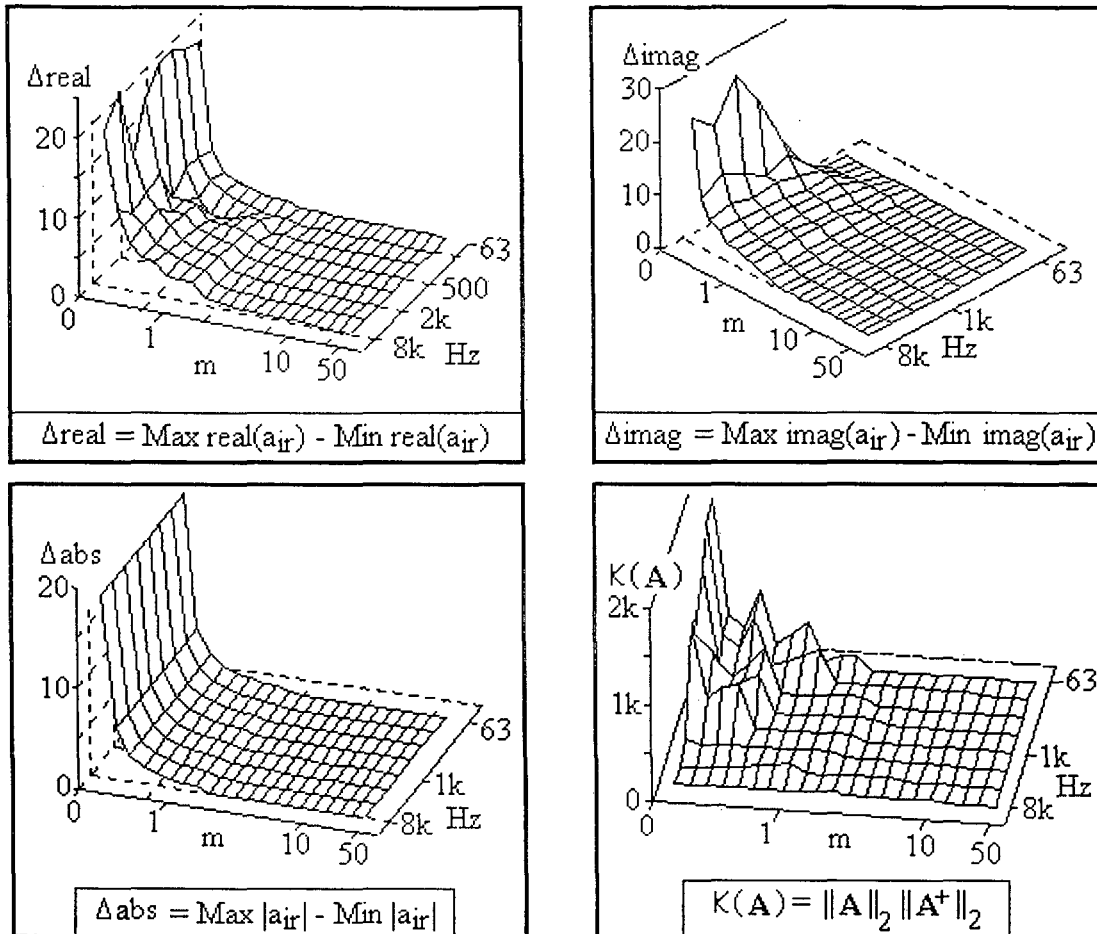 Δreal
20
10
0
0
1
m
10
50
8k
Hz
2k
500
63
Δreal = Max real(a_ir) - Min real(a_ir)
Δimag
30
20
10
0
0
1
m
10
50
8k
Hz
1k
63
Δimag = Max imag(a_ir) - Min imag(a_ir)
Δabs
20
10
0
0
1
m
10
50
8k
Hz
1k
63
Δabs = Max |a_ir| - Min |a_ir|
K(A)
2k
1k
0
0
1
m
10
50
8k
Hz
1k
63
K(A) = ‖A‖₂ ‖A⁺‖₂